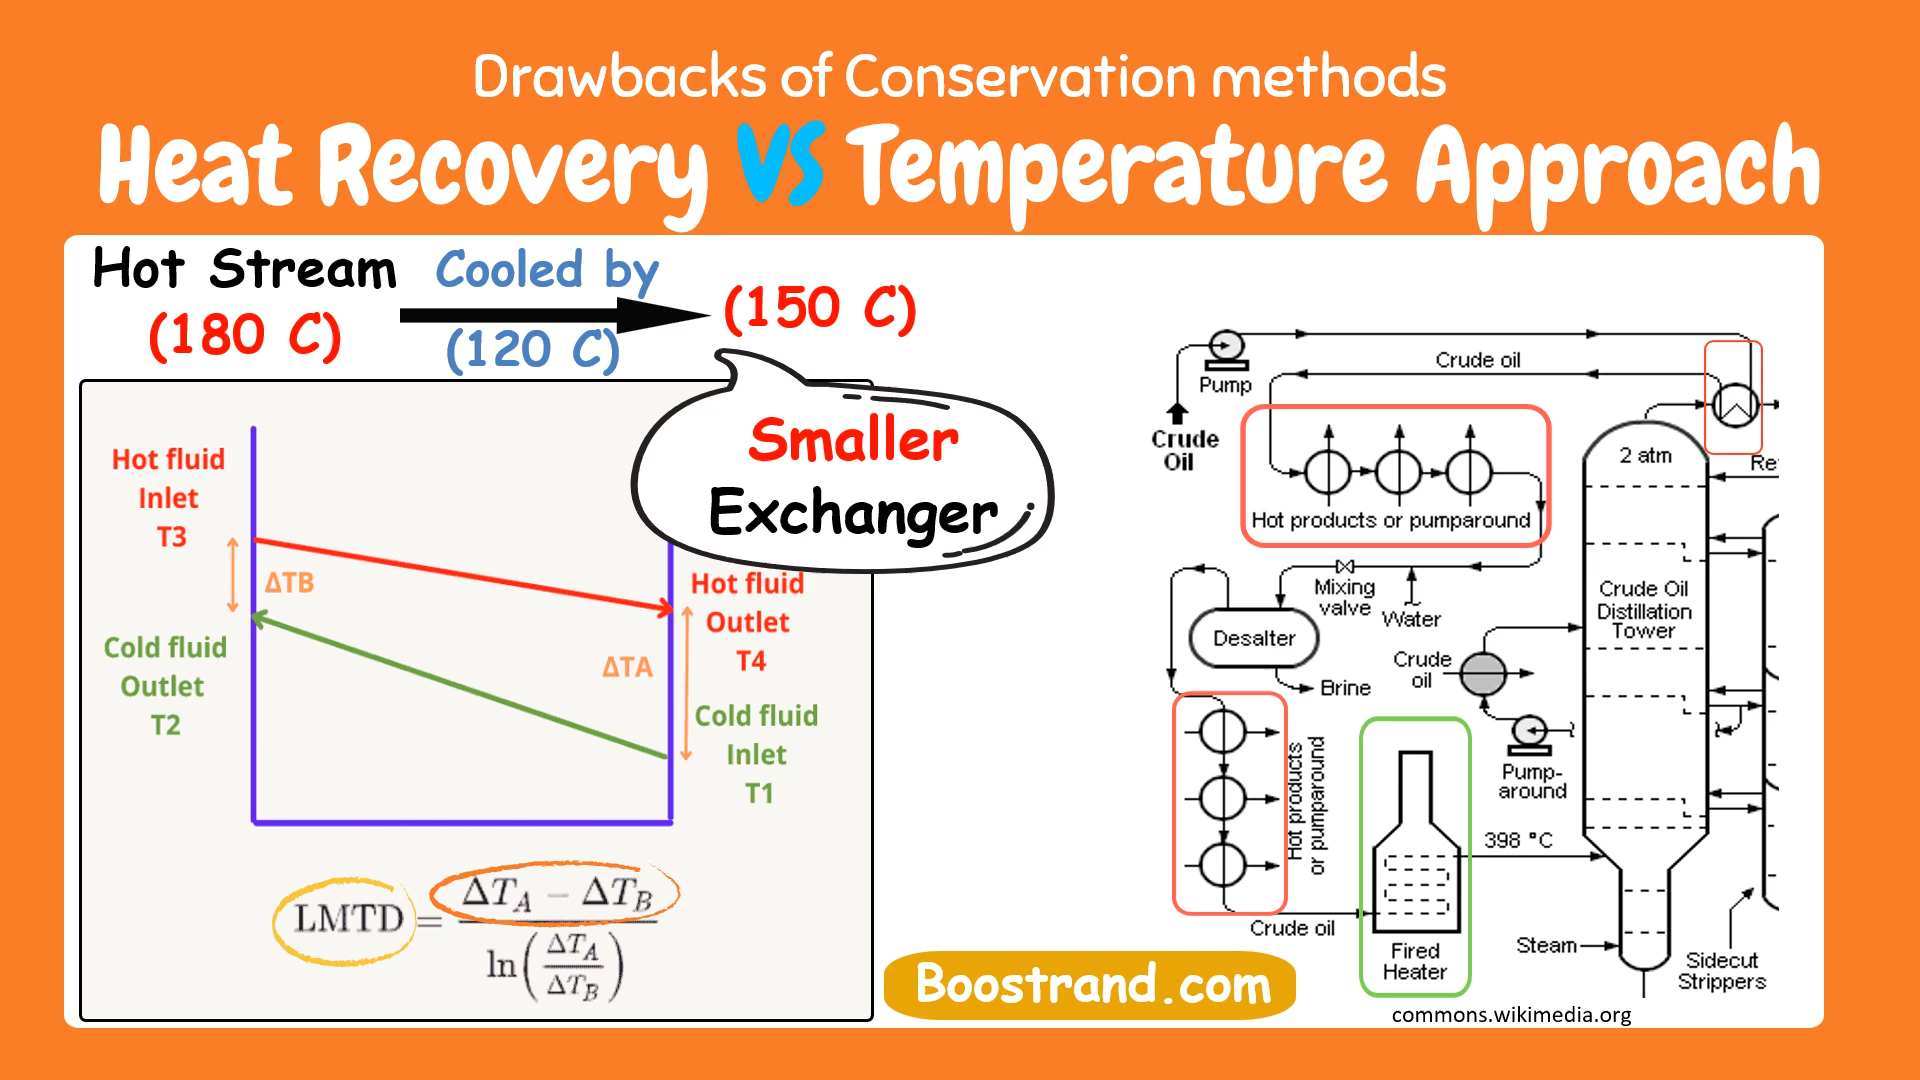 Drawbacks of Conservation methods
Heat Recovery VS Temperature Approach
Hot Stream
(180 C)
Cooled by
(120 C)
(150 C)
Smaller
Exchanger
Hot fluid
Inlet
T3
ΔTB
Cold fluid
Outlet
T2
Hot fluid
Outlet
T4
ΔTA
Cold fluid
Inlet
T1
LMTD = ΔT_A − ΔT_B
ln(ΔT_A/ΔT_B)
Pump
Crude
Oil
Crude oil
Hot products or pumparound
2 atm
Mixing
valve
Water
Desalter
Brine
Crude Oil
Distillation
Tower
Crude
oil
Pump-
around
Hot products
or pumparound
398 °C
Crude oil
Fired
Heater
Steam
Sidecut
Strippers
Boostrand.com
commons.wikimedia.org